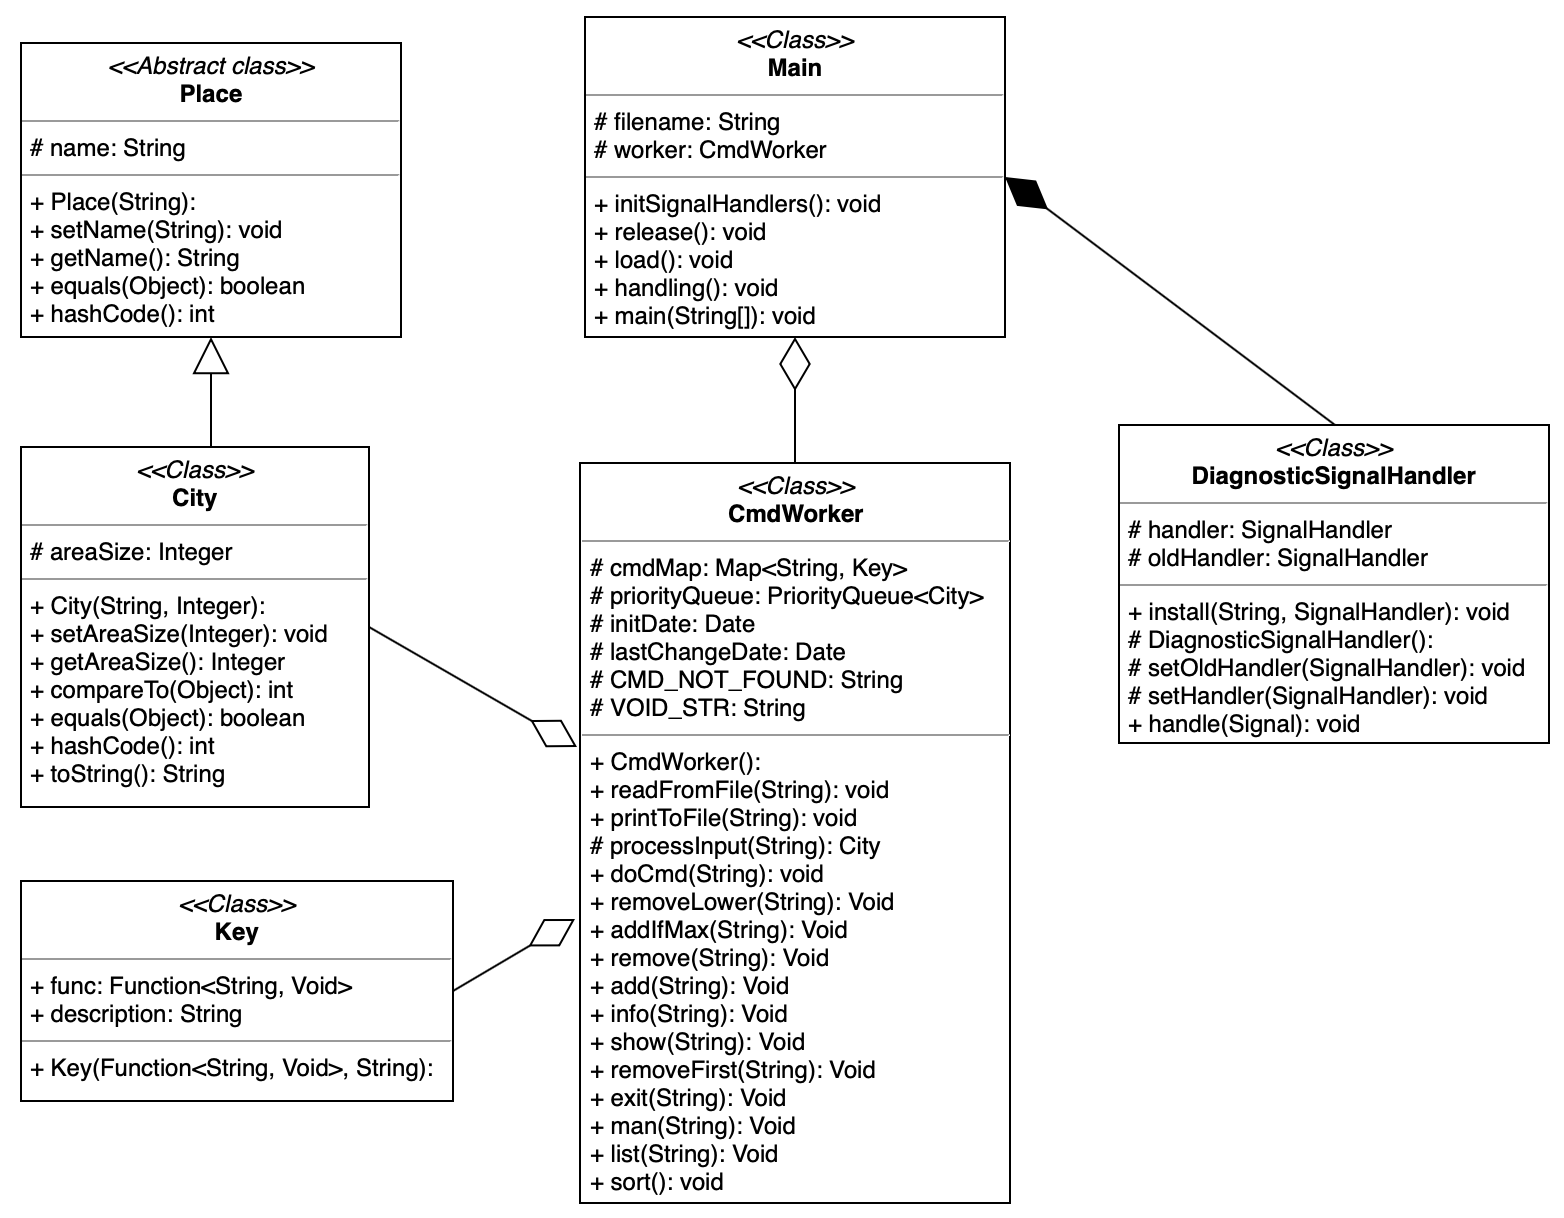 <<Abstract class>>
Place
# name: String
+ Place(String):
+ setName(String): void
+ getName(): String
+ equals(Object): boolean
+ hashCode(): int
<<Class>>
Main
# filename: String
# worker: CmdWorker
+ initSignalHandlers(): void
+ release(): void
+ load(): void
+ handling(): void
+ main(String[]): void
<<Class>>
City
# areaSize: Integer
+ City(String, Integer):
+ setAreaSize(Integer): void
+ getAreaSize(): Integer
+ compareTo(Object): int
+ equals(Object): boolean
+ hashCode(): int
+ toString(): String
<<Class>>
CmdWorker
# cmdMap: Map<String, Key>
# priorityQueue: PriorityQueue<City>
# initDate: Date
# lastChangeDate: Date
# CMD_NOT_FOUND: String
# VOID_STR: String
+ CmdWorker():
+ readFromFile(String): void
+ printToFile(String): void
# processInput(String): City
+ doCmd(String): void
+ removeLower(String): Void
+ addIfMax(String): Void
+ remove(String): Void
+ add(String): Void
+ info(String): Void
+ show(String): Void
+ removeFirst(String): Void
+ exit(String): Void
+ man(String): Void
+ list(String): Void
+ sort(): void
<<Class>>
DiagnosticSignalHandler
# handler: SignalHandler
# oldHandler: SignalHandler
+ install(String, SignalHandler): void
# DiagnosticSignalHandler():
# setOldHandler(SignalHandler): void
# setHandler(SignalHandler): void
+ handle(Signal): void
<<Class>>
Key
+ func: Function<String, Void>
+ description: String
+ Key(Function<String, Void>, String):